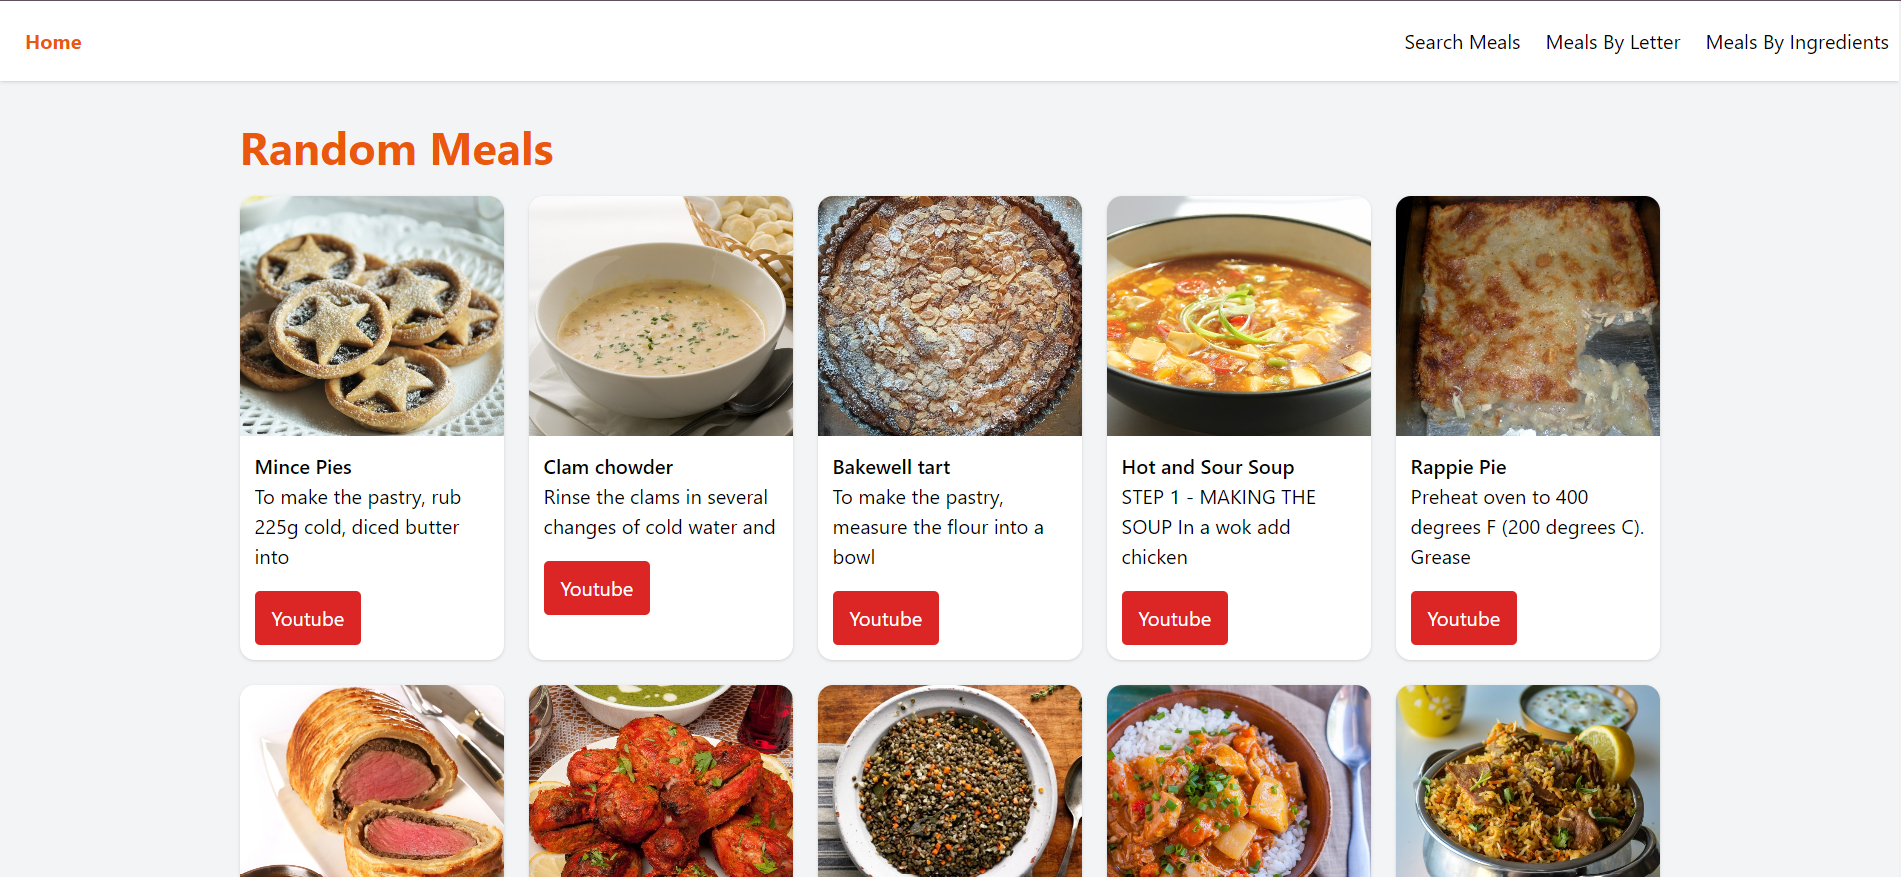 Home
Search Meals
Meals By Letter
Meals By Ingredients
Random Meals
Mince Pies
To make the pastry, rub
225g cold, diced butter
into
Youtube
Clam chowder
Rinse the clams in several
changes of cold water and
Youtube
Bakewell tart
To make the pastry,
measure the flour into a
bowl
Youtube
Hot and Sour Soup
STEP 1 - MAKING THE
SOUP In a wok add
chicken
Youtube
Rappie Pie
Preheat oven to 400
degrees F (200 degrees C).
Grease
Youtube